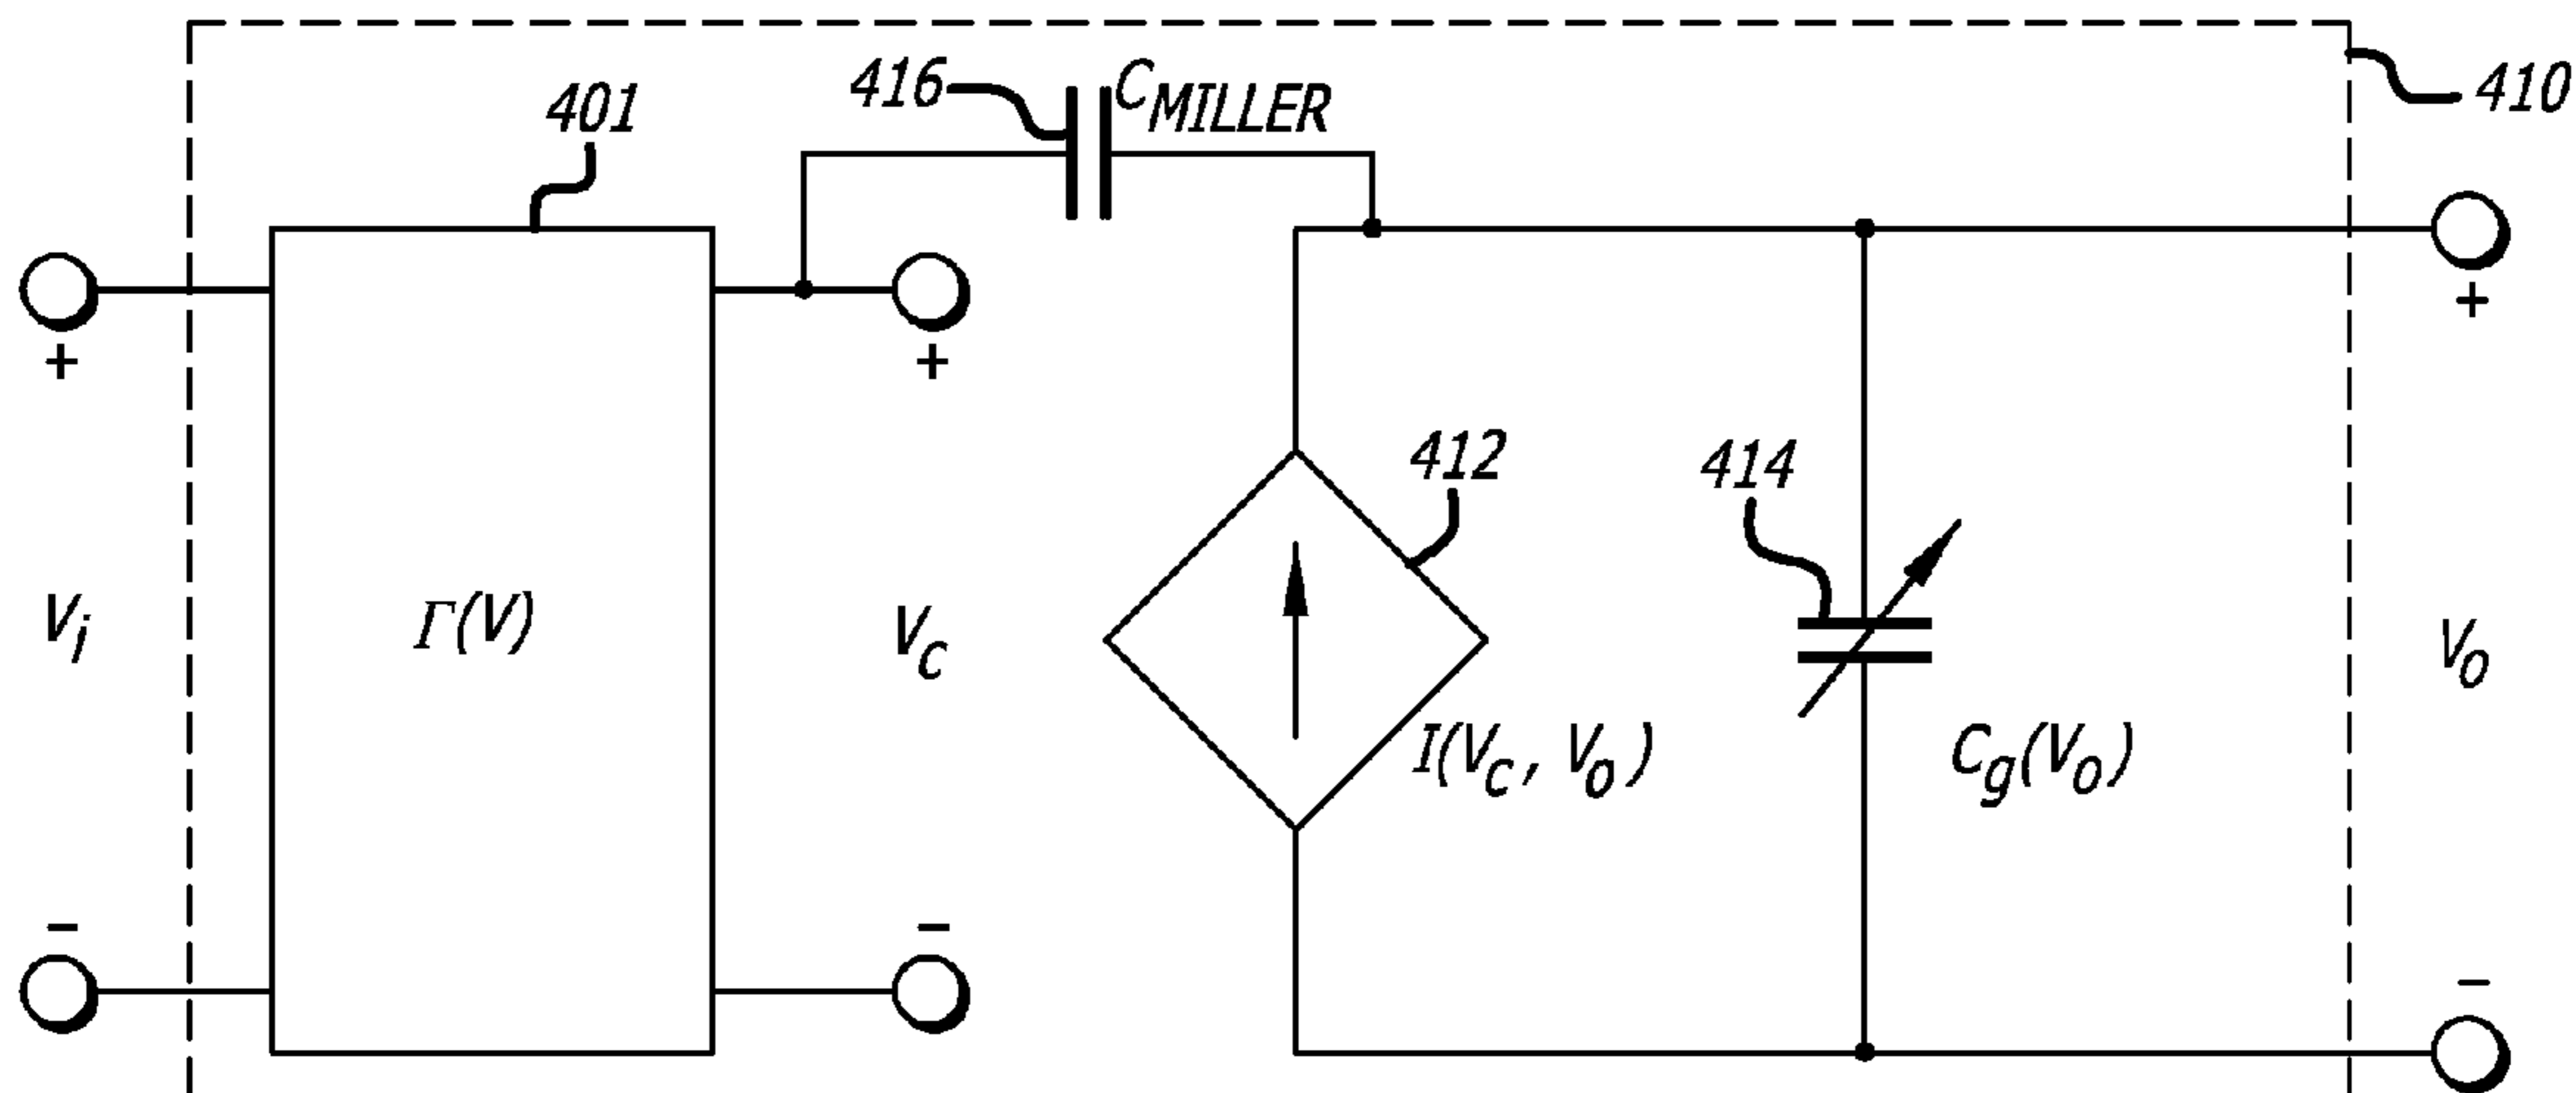 416
C_MILLER
401
410
+
+
+
412
414
V_i
Γ(V)
V_c
V_o
I(V_c, V_o)
C_g(V_o)
-
-
-